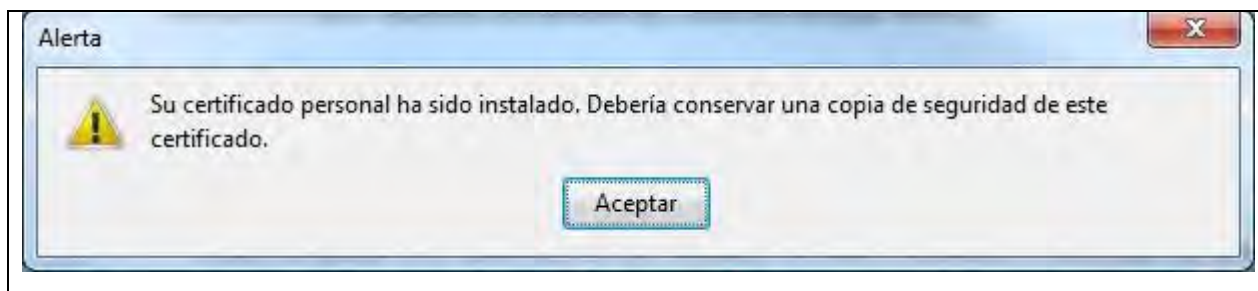 Alerta
Su certificado personal ha sido instalado. Debería conservar una copia de seguridad de este
certificado.
Aceptar